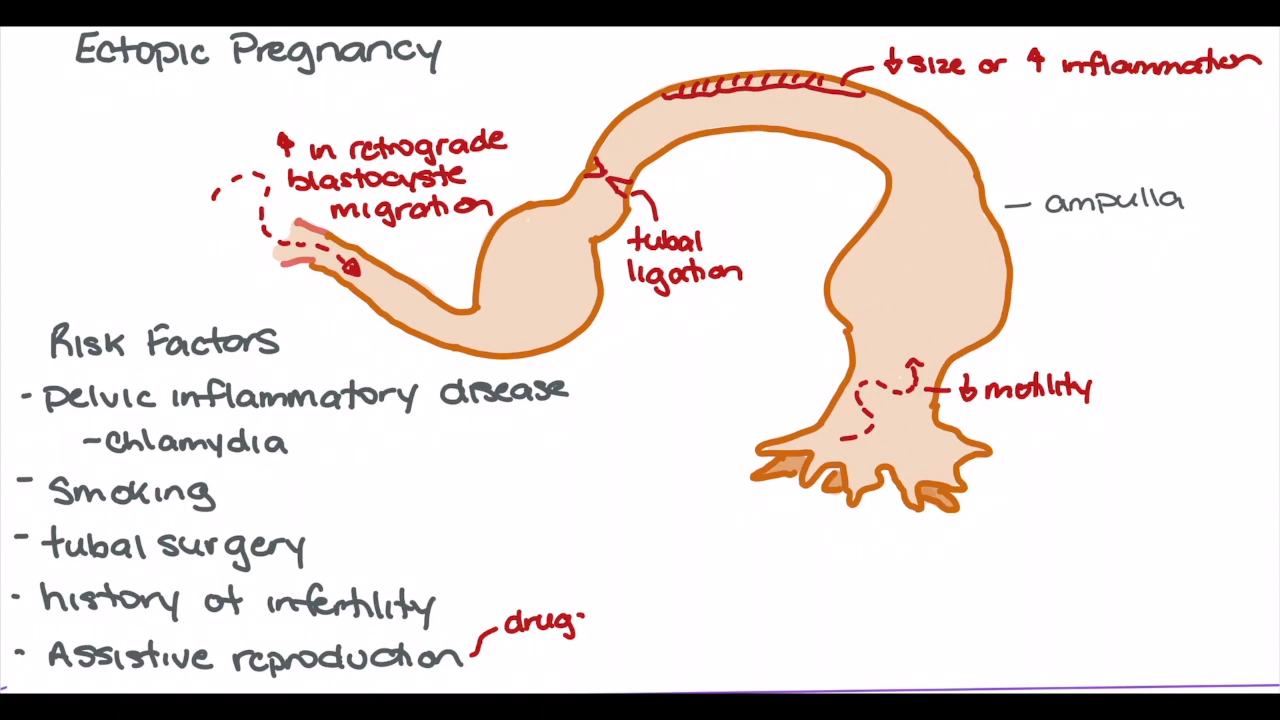 Ectopic Pregnancy
↓ size or ↑ inflammation
↑ in retrograde
blastocyste
migration
ampulla
tubal
ligation
Risk Factors
- pelvic inflammatory disease
- chlamydia
↓ motility
- Smoking
- tubal surgery
- history of infertility
- Assistive reproduction
drug-